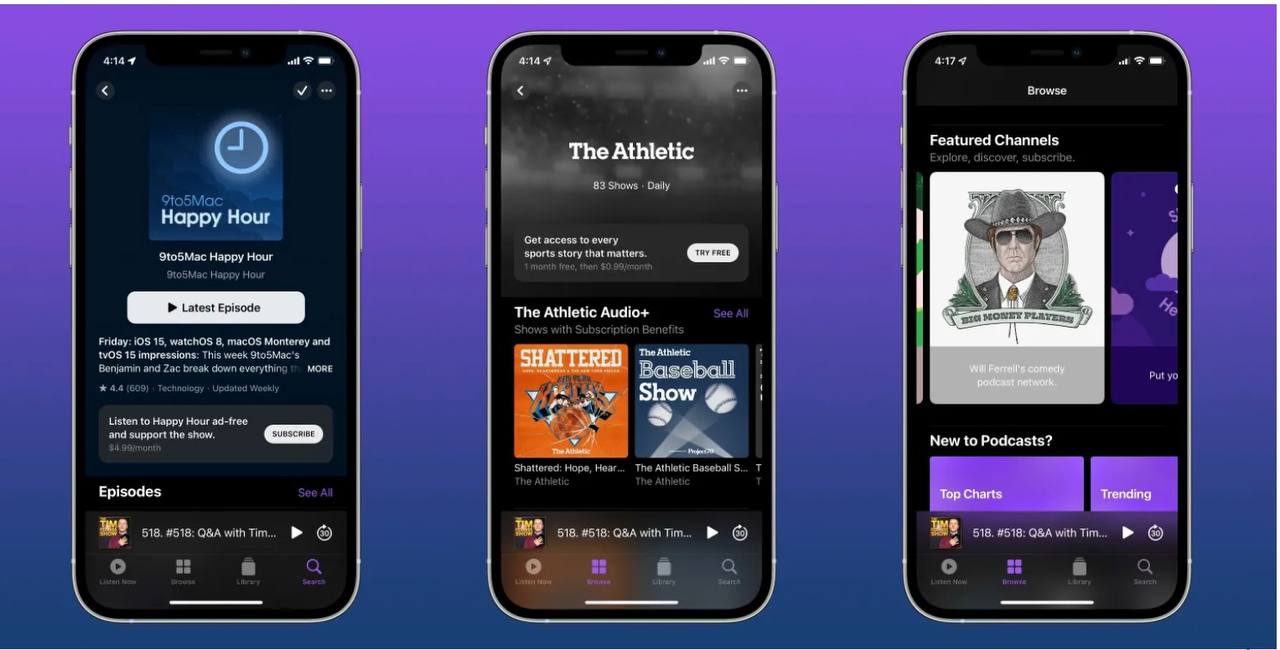 4:14
9to5Mac
Happy Hour
9to5Mac Happy Hour
9to5Mac Happy Hour
Latest Episode
Friday: iOS 15, watchOS 8, macOS Monterey and
tvOS 15 impressions: This week 9to5Mac's
Benjamin and Zac break down everything MORE
★ 4.4 (609) · Technology · Updated Weekly
Listen to Happy Hour ad-free
and support the show.
$4.99/month
SUBSCRIBE
Episodes See All
518. #518: Q&A with Tim...
30
Listen Now Browse Library Search
4:14
The Athletic
83 Shows · Daily
Get access to every
sports story that matters.
1 month free, then $0.99/month
TRY FREE
The Athletic Audio+ See All
Shows with Subscription Benefits
SHATTERED
The Athletic
The Athletic
Baseball
Show
Shattered: Hope, Hear... The Athletic Baseball S...
The Athletic The Athletic
518. #518: Q&A with Tim...
30
Listen Now Browse Library Search
4:17
Browse
Featured Channels
Explore, discover, subscribe.
BIG MONEY PLAYERS
Will Ferrell's comedy
podcast network.
Put yo
New to Podcasts?
Top Charts Trending
518. #518: Q&A with Tim...
30
Listen Now Browse Library Search